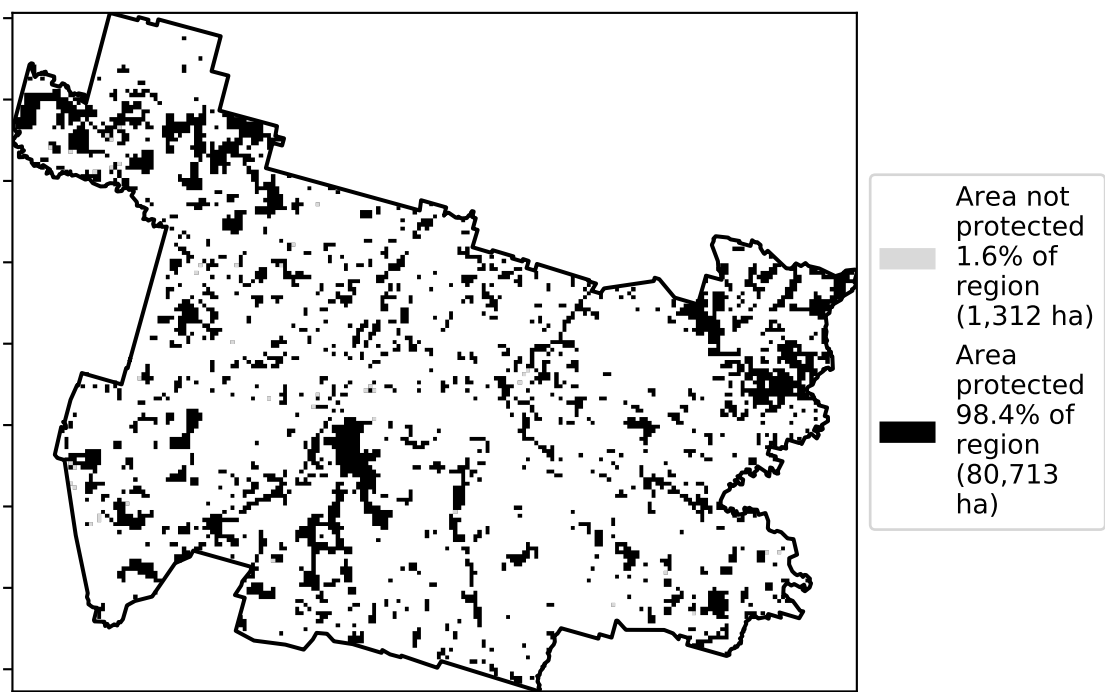 Area not
protected
1.6% of
region
(1,312 ha)
Area
protected
98.4% of
region
(80,713
ha)